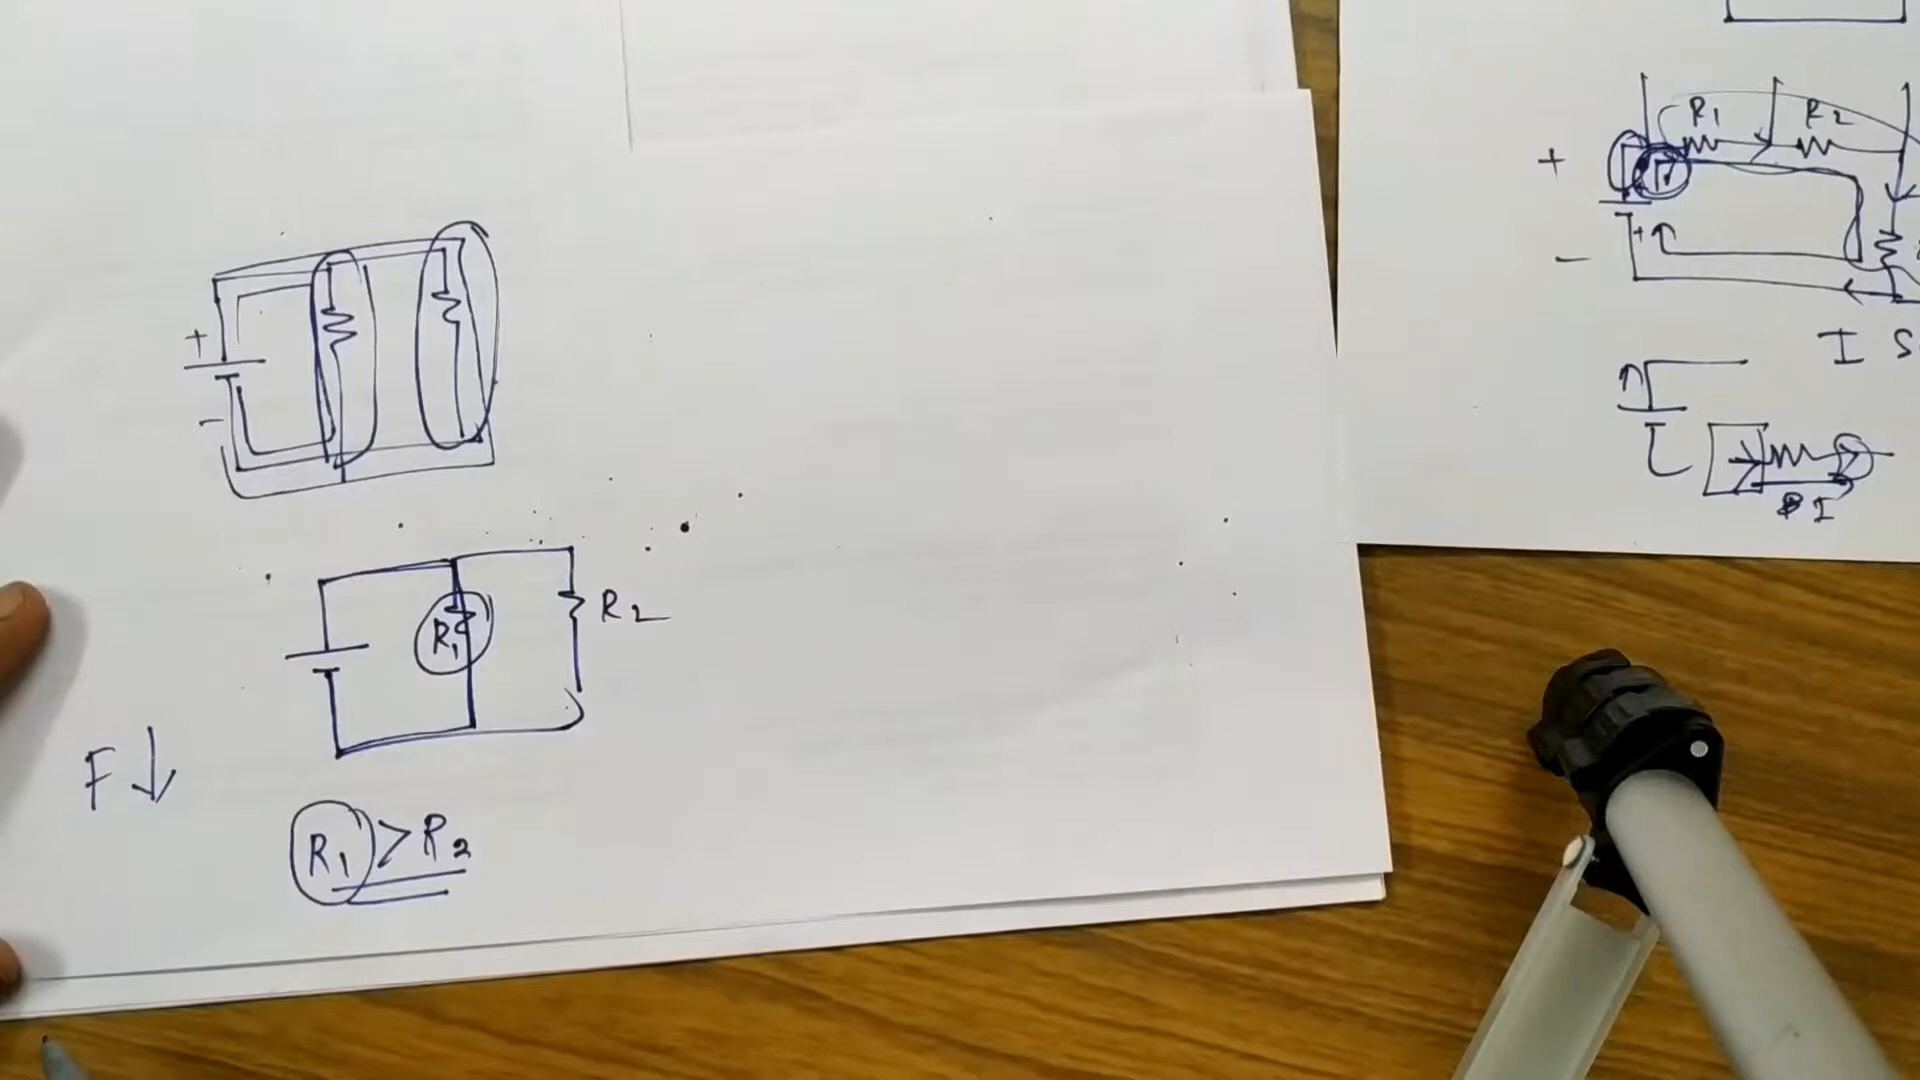 +
-
R1
R2
F↓
R1 > R2
R1 R2
+
-
+
I
I